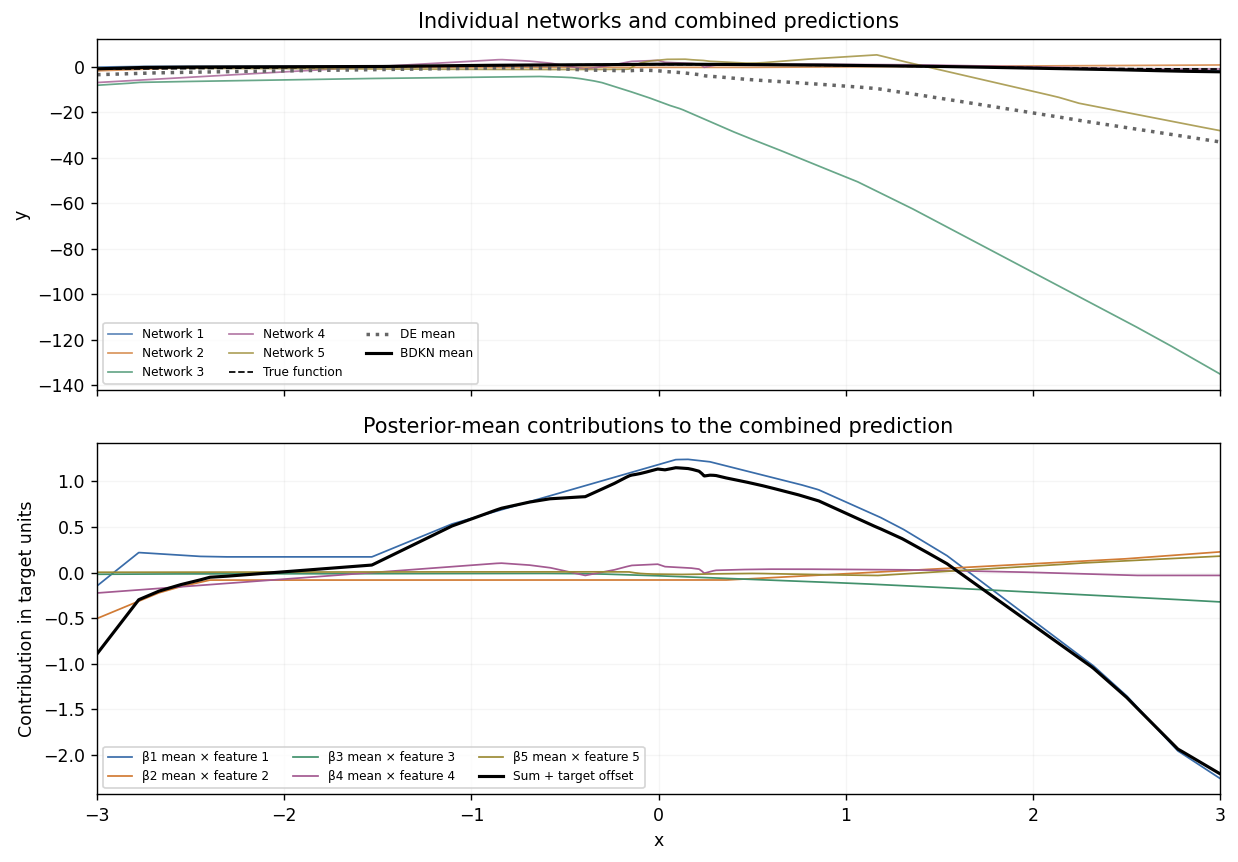 Individual networks and combined predictions
0
−20
−40
−60
−80
−100
−120
−140
y
Network 1 Network 4 DE mean
Network 2 Network 5 BDKN mean
Network 3 True function
Posterior-mean contributions to the combined prediction
1.0
0.5
0.0
−0.5
−1.0
−1.5
−2.0
Contribution in target units
β1 mean × feature 1 β3 mean × feature 3 β5 mean × feature 5
β2 mean × feature 2 β4 mean × feature 4 Sum + target offset
−3 −2 −1 0 1 2 3
x